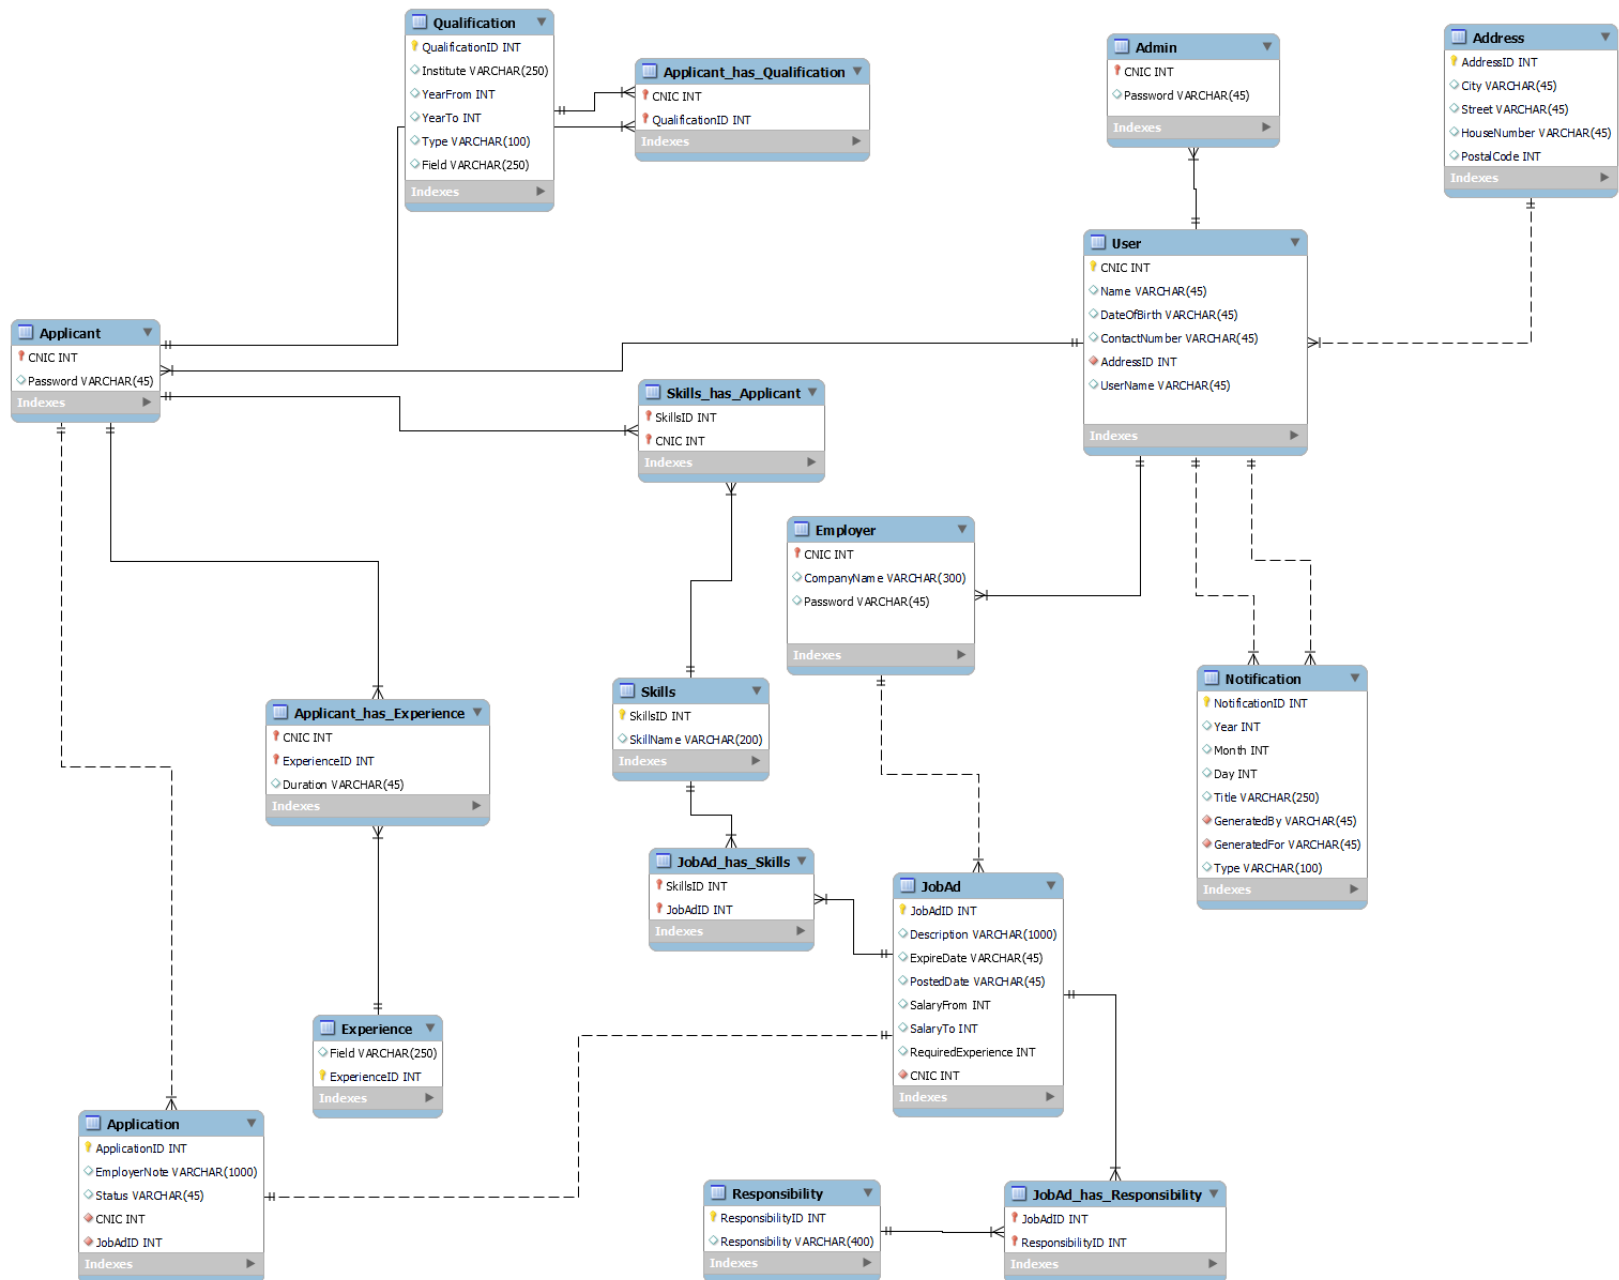 Qualification
QualificationID INT
Institute VARCHAR(250)
YearFrom INT
YearTo INT
Type VARCHAR(100)
Field VARCHAR(250)
Indexes
Applicant_has_Qualification
CNIC INT
QualificationID INT
Indexes
Admin
CNIC INT
Password VARCHAR(45)
Indexes
Address
AddressID INT
City VARCHAR(45)
Street VARCHAR(45)
HouseNumber VARCHAR(45)
PostalCode INT
Indexes
User
CNIC INT
Name VARCHAR(45)
DateOfBirth VARCHAR(45)
ContactNumber VARCHAR(45)
AddressID INT
UserName VARCHAR(45)
Indexes
Applicant
CNIC INT
Password VARCHAR(45)
Indexes
Skills_has_Applicant
SkillsID INT
CNIC INT
Indexes
Employer
CNIC INT
CompanyName VARCHAR(300)
Password VARCHAR(45)
Indexes
Notification
NotificationID INT
Year INT
Month INT
Day INT
Title VARCHAR(250)
GeneratedBy VARCHAR(45)
GeneratedFor VARCHAR(45)
Type VARCHAR(100)
Indexes
Applicant_has_Experience
CNIC INT
ExperienceID INT
Duration VARCHAR(45)
Indexes
Skills
SkillsID INT
SkillName VARCHAR(200)
Indexes
JobAd_has_Skills
SkillsID INT
JobAdID INT
Indexes
JobAd
JobAdID INT
Description VARCHAR(1000)
ExpireDate VARCHAR(45)
PostedDate VARCHAR(45)
SalaryFrom INT
SalaryTo INT
RequiredExperience INT
CNIC INT
Indexes
Experience
Field VARCHAR(250)
ExperienceID INT
Indexes
Application
ApplicationID INT
EmployerNote VARCHAR(1000)
Status VARCHAR(45)
CNIC INT
JobAdID INT
Indexes
Responsibility
ResponsibilityID INT
Responsibility VARCHAR(400)
Indexes
JobAd_has_Responsibility
JobAdID INT
ResponsibilityID INT
Indexes